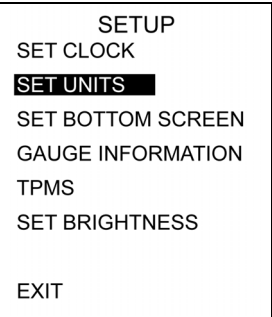 SETUP
SET CLOCK
SET UNITS
SET BOTTOM SCREEN
GAUGE INFORMATION
TPMS
SET BRIGHTNESS
EXIT